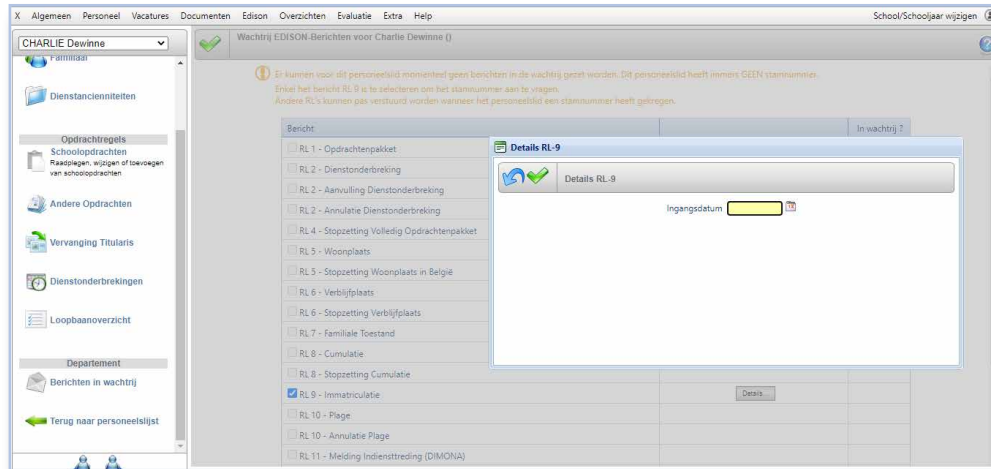 X Algemeen Personeel Vacatures Documenten Edison Overzichten Evaluatie Extra Help School/Schooljaar wijzigen
CHARLIE Dewinne
Familiaal
Dienstancienniteiten
Opdrachtregels
Schoolopdrachten
Raadplegen, wijzigen of toevoegen
van schoolopdrachten
Andere Opdrachten
Vervanging Titularis
Dienstonderbrekingen
Loopbaanoverzicht
Departement
Berichten in wachtrij
Terug naar personeelslijst
Wachtrij EDISON-Berichten voor Charlie Dewinne ()
Er kunnen voor dit personeelslid momenteel geen berichten in de wachtrij gezet worden. Dit personeelslid heeft immers GEEN stamnummer.
Enkel het bericht RL 9 is te selecteren om het stamnummer aan te vragen.
Andere RL's kunnen pas verstuurd worden wanneer het personeelslid een stamnummer heeft gekregen.
Bericht In wachtrij ?
RL 1 - Opdrachtenpakket
RL 2 - Dienstonderbreking
RL 2 - Aanvulling Dienstonderbreking
RL 2 - Annulatie Dienstonderbreking
RL 4 - Stopzetting Volledig Opdrachtenpakket
RL 5 - Woonplaats
RL 5 - Stopzetting Woonplaats in België
RL 6 - Verblijfplaats
RL 6 - Stopzetting Verblijfplaats
RL 7 - Familiale Toestand
RL 8 - Cumulatie
RL 8 - Stopzetting Cumulatie
RL 9 - Immatriculatie Details...
RL 10 - Plage
RL 10 - Annulatie Plage
RL 11 - Melding Indiensttreding (DIMONA)
Details RL-9
Details RL-9
Ingangsdatum